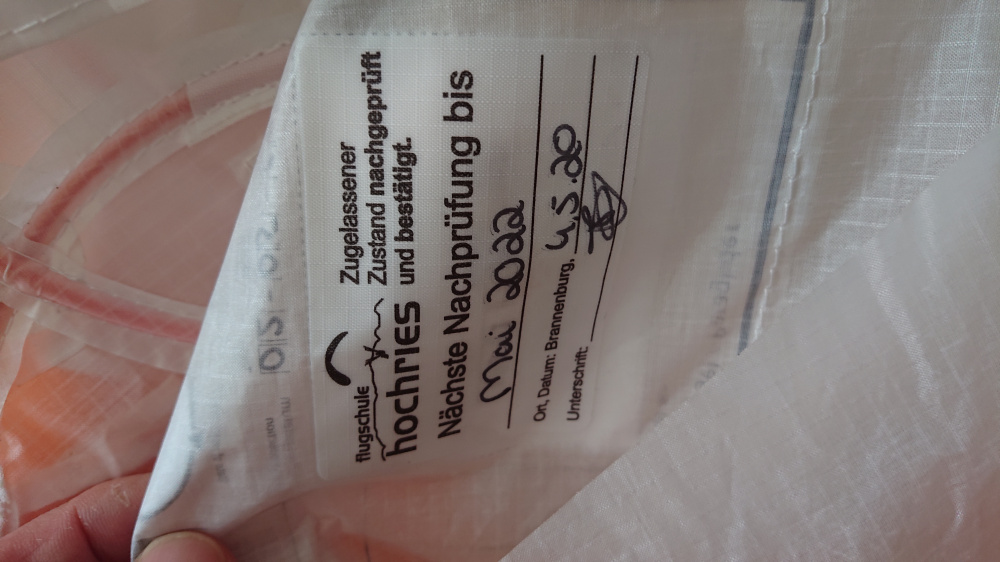 flugschule
hochries
Zugelassener
Zustand nachgeprüft
und bestätigt.
Nächste Nachprüfung bis
Mai 2022
Ort, Datum: Brannenburg, 4.5.20
Unterschrift: